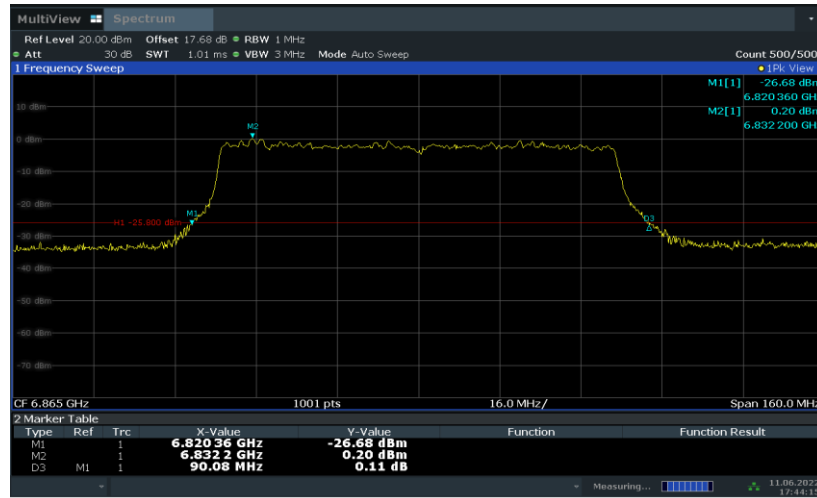 MultiView Spectrum
Ref Level 20.00 dBm Offset 17.68 dB RBW 1 MHz
Att 30 dB SWT 1.01 ms VBW 3 MHz Mode Auto Sweep Count 500/500
1 Frequency Sweep 1Pk View
M1[1] -26.68 dBm
6.820 360 GH
M2[1] 0.20 dBm
6.832 200 GH
10 dBm
M2
0 dBm
-10 dBm
-20 dBm
M1
D3
H1 -25.800 dBm
-30 dBm
-40 dBm
-50 dBm
-60 dBm
-70 dBm
CF 6.865 GHz 1001 pts 16.0 MHz/ Span 160.0 MHz
2 Marker Table
Type Ref Trc X-Value Y-Value Function Function Result
M1 1 6.820 36 GHz -26.68 dBm
M2 1 6.832 2 GHz 0.20 dBm
D3 M1 1 90.08 MHz 0.11 dB
Measuring... 11.06.202
17:44:1